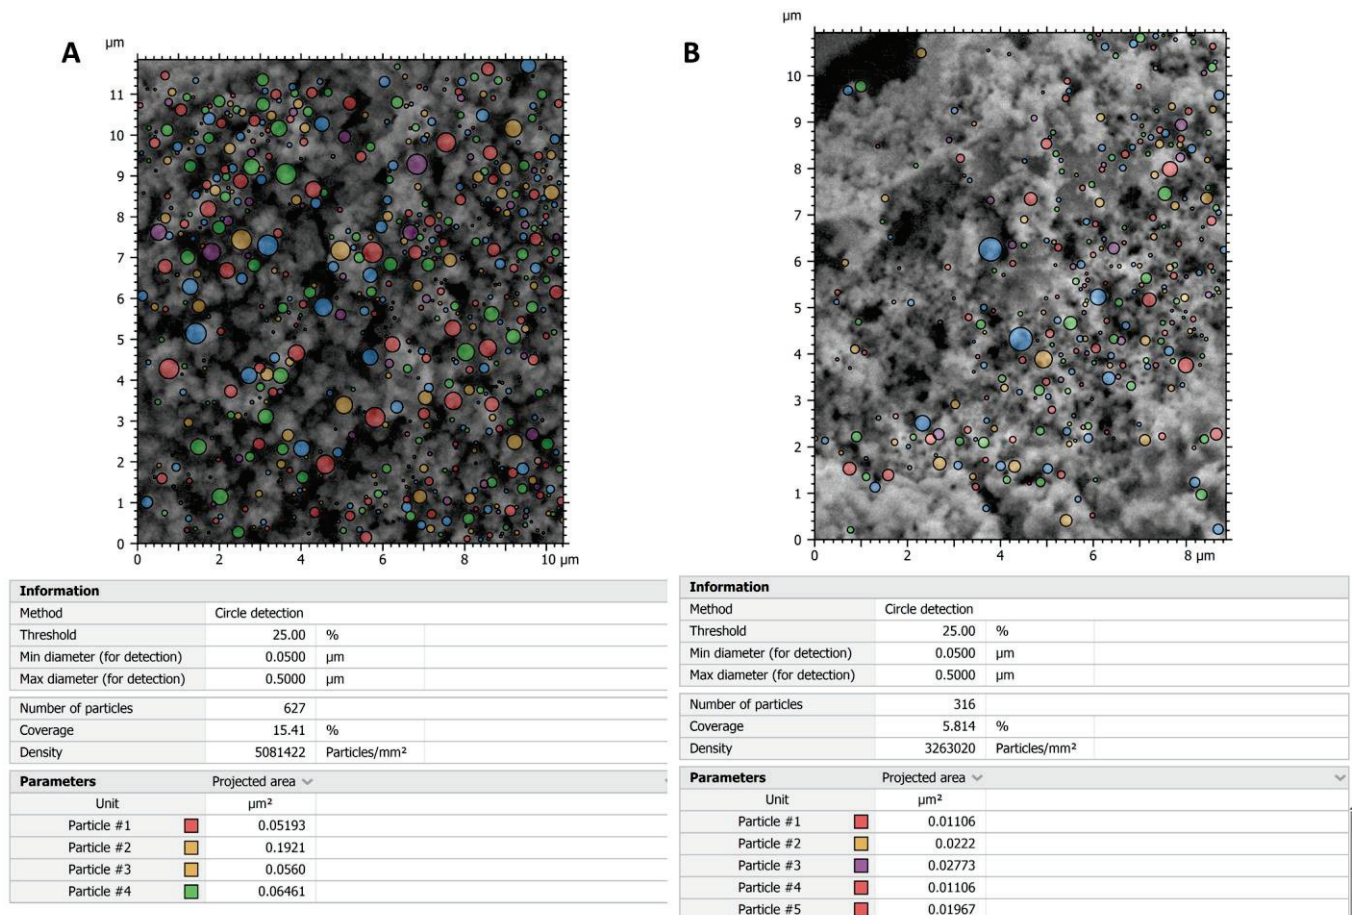 A
µm
11
10
9
8
7
6
5
4
3
2
1
0
0 2 4 6 8 10 µm
Information
Method Circle detection
Threshold 25.00 %
Min diameter (for detection) 0.0500 µm
Max diameter (for detection) 0.5000 µm
Number of particles 627
Coverage 15.41 %
Density 5081422 Particles/mm²
Parameters Projected area
Unit µm²
Particle #1 0.05193
Particle #2 0.1921
Particle #3 0.0560
Particle #4 0.06461
B
µm
10
9
8
7
6
5
4
3
2
1
0
0 2 4 6 8 µm
Information
Method Circle detection
Threshold 25.00 %
Min diameter (for detection) 0.0500 µm
Max diameter (for detection) 0.5000 µm
Number of particles 316
Coverage 5.814 %
Density 3263020 Particles/mm²
Parameters Projected area
Unit µm²
Particle #1 0.01106
Particle #2 0.0222
Particle #3 0.02773
Particle #4 0.01106
Particle #5 0.01967